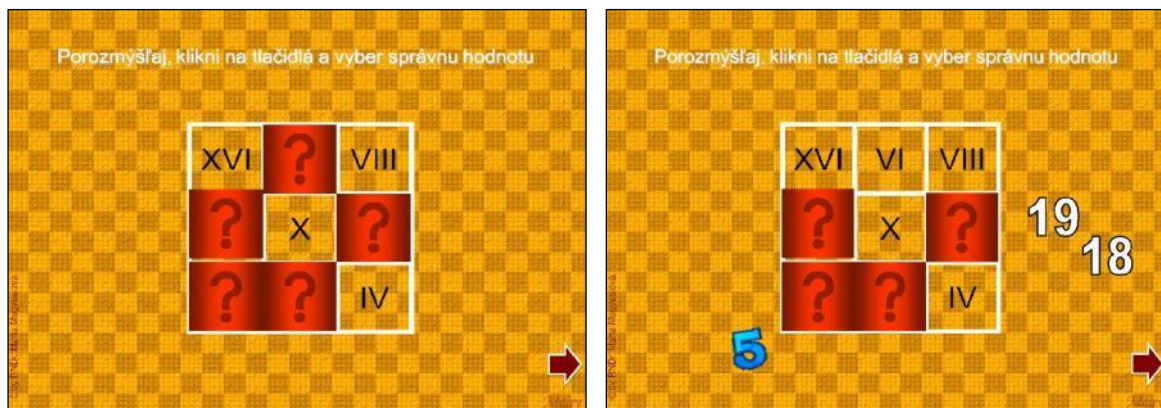 Porozmýšľaj, klikni na tlačidlá a vyber správnu hodnotu
XVI ? VIII
? X ?
? ? IV
Porozmýšľaj, klikni na tlačidlá a vyber správnu hodnotu
XVI VI VIII
? X ?
? ? IV
19
18
5